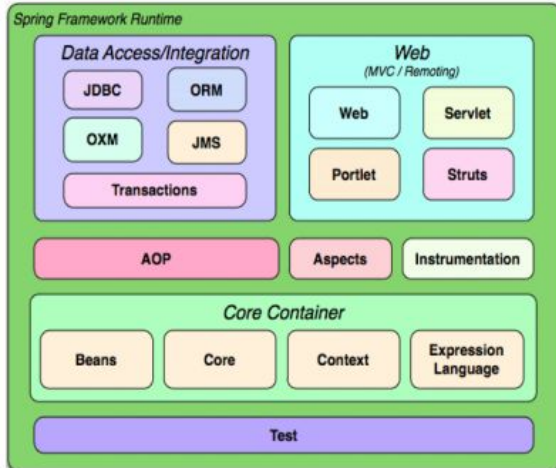 Spring Framework Runtime
Data Access/Integration
JDBC
ORM
OXM
JMS
Transactions
Web
(MVC / Remoting)
Web
Servlet
Portlet
Struts
AOP
Aspects
Instrumentation
Core Container
Beans
Core
Context
Expression
Language
Test